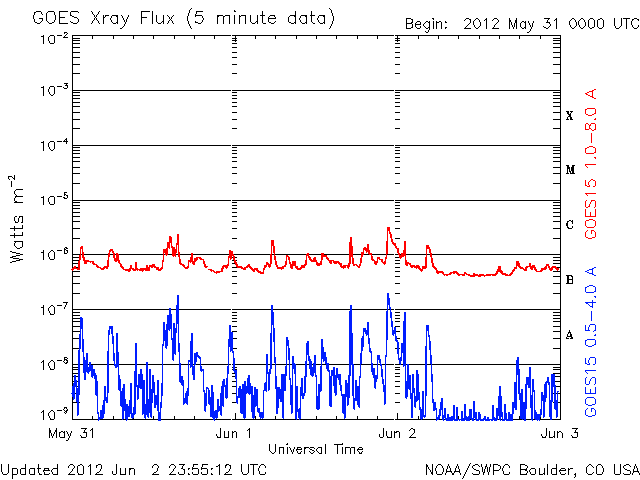 GOES Xray Flux (5 minute data)
Begin: 2012 May 31 0000 UTC
10⁻²
10⁻³
10⁻⁴
10⁻⁵
10⁻⁶
10⁻⁷
10⁻⁸
10⁻⁹
Watts m⁻²
X
M
C
B
A
GOES15 1.0-8.0 A
GOES15 0.5-4.0 A
May 31
Jun 1
Jun 2
Jun 3
Universal Time
Updated 2012 Jun 2 23:55:12 UTC
NOAA/SWPC Boulder, CO USA